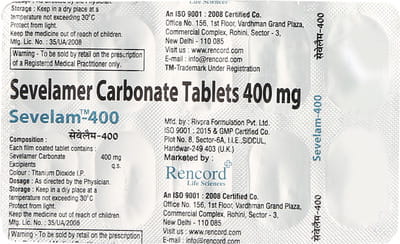 Storage : Keep in a dry place at a
temperature not exceeding 30°C
Protect from light.
Keep the medicine out of reach of children.
Mfg. Lic. No. : 35/UA/2008
Warning - To be sold by retail on the prescription
of a Registered Medical Practitioner only.
Life Sciences
An ISO 9001 : 2008 Certified Co.
Office No. 156, 1st Floor, Vardhman Grand Plaza,
Commercial Complex, Rohini, Sector - 3,
New Delhi - 110 085
Visit us : www.rencord.com
E-mail : info@rencord.com
TM-Trademark Under Registration
सेवेलैम-400
Sevelamer Carbonate Tablets 400 mg
Sevelam™-400
सेवेलैम-400
Composition :
Each film coated tablet contains :
Sevelamer Carbonate 400 mg
Excipients q.s.
Colour : Titanium Dioxide I.P.
Dosage : As directed by the Physician.
Storage : Keep in a dry place at a
temperature not exceeding 30°C
Protect from light.
Keep the medicine out of reach of children.
Mfg. Lic. No. : 35/UA/2008
Warning - To be sold by retail on the prescription
Mfd. by : Rivpra Formulation Pvt. Ltd.
ISO 9001 : 2015 & GMP Certified Co.
Plot No. 8, Sector-6A, I.I.E.,SIDCUL,
Haridwar-249 403 (U.K.)
Marketed by :
Rencord
Life Sciences
An ISO 9001 : 2008 Certified Co.
Office No. 156, 1st Floor, Vardhman Grand Plaza,
Commercial Complex, Rohini, Sector - 3,
New Delhi - 110 085
Visit us : www.rencord.com
E-mail : info@rencord.com
Sevelam-400